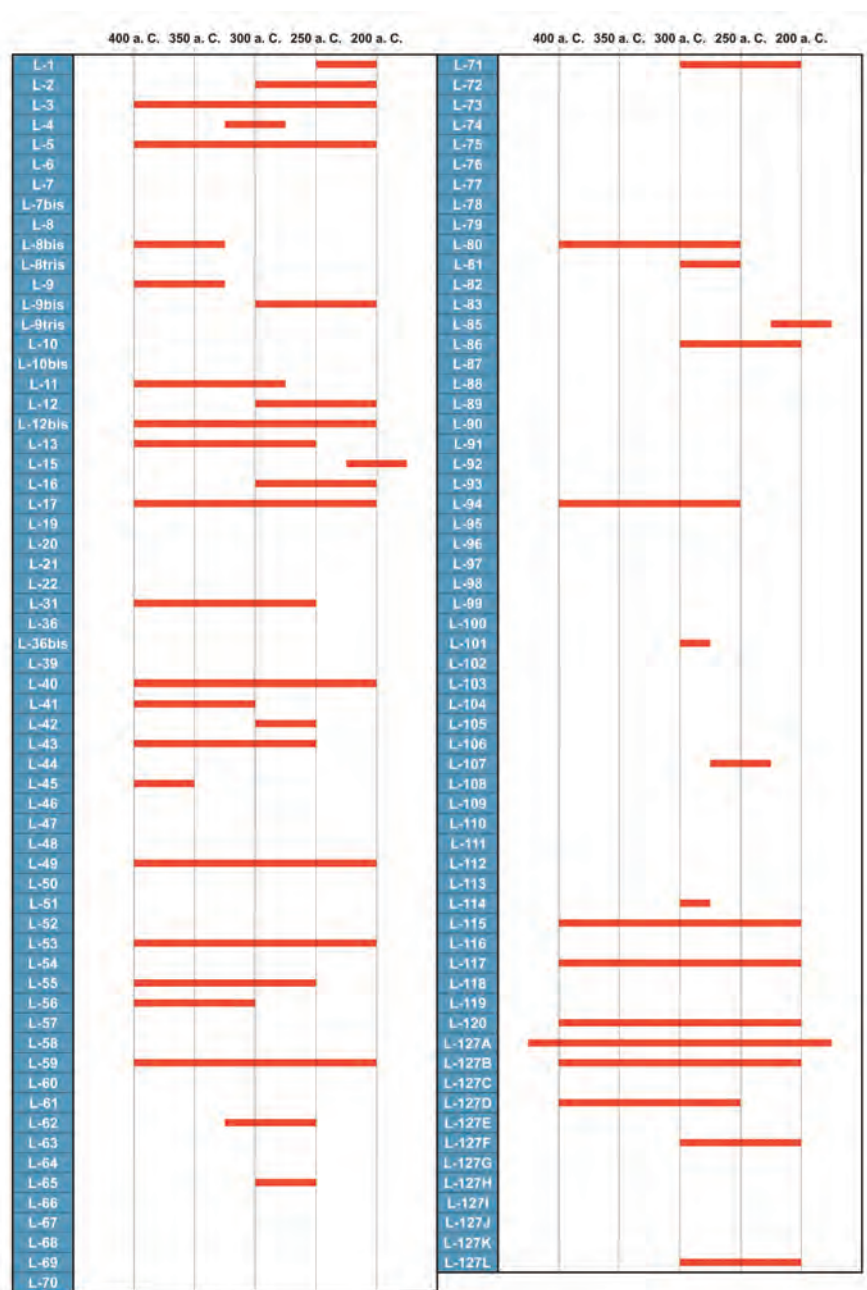 400 a. C. 350 a. C. 300 a. C. 250 a. C. 200 a. C.
L-1
L-2
L-3
L-4
L-5
L-6
L-7
L-7bis
L-8
L-8bis
L-8tris
L-9
L-9bis
L-9tris
L-10
L-10bis
L-11
L-12
L-12bis
L-13
L-15
L-16
L-17
L-19
L-20
L-21
L-22
L-31
L-36
L-36bis
L-39
L-40
L-41
L-42
L-43
L-44
L-45
L-46
L-47
L-48
L-49
L-50
L-51
L-52
L-53
L-54
L-55
L-56
L-57
L-58
L-59
L-60
L-61
L-62
L-63
L-64
L-65
L-66
L-67
L-68
L-69
L-70
400 a. C. 350 a. C. 300 a. C. 250 a. C. 200 a. C.
L-71
L-72
L-73
L-74
L-75
L-76
L-77
L-78
L-79
L-80
L-81
L-82
L-83
L-85
L-86
L-87
L-88
L-89
L-90
L-91
L-92
L-93
L-94
L-95
L-96
L-97
L-98
L-99
L-100
L-101
L-102
L-103
L-104
L-105
L-106
L-107
L-108
L-109
L-110
L-111
L-112
L-113
L-114
L-115
L-116
L-117
L-118
L-119
L-120
L-127A
L-127B
L-127C
L-127D
L-127E
L-127F
L-127G
L-127H
L-127I
L-127J
L-127K
L-127L